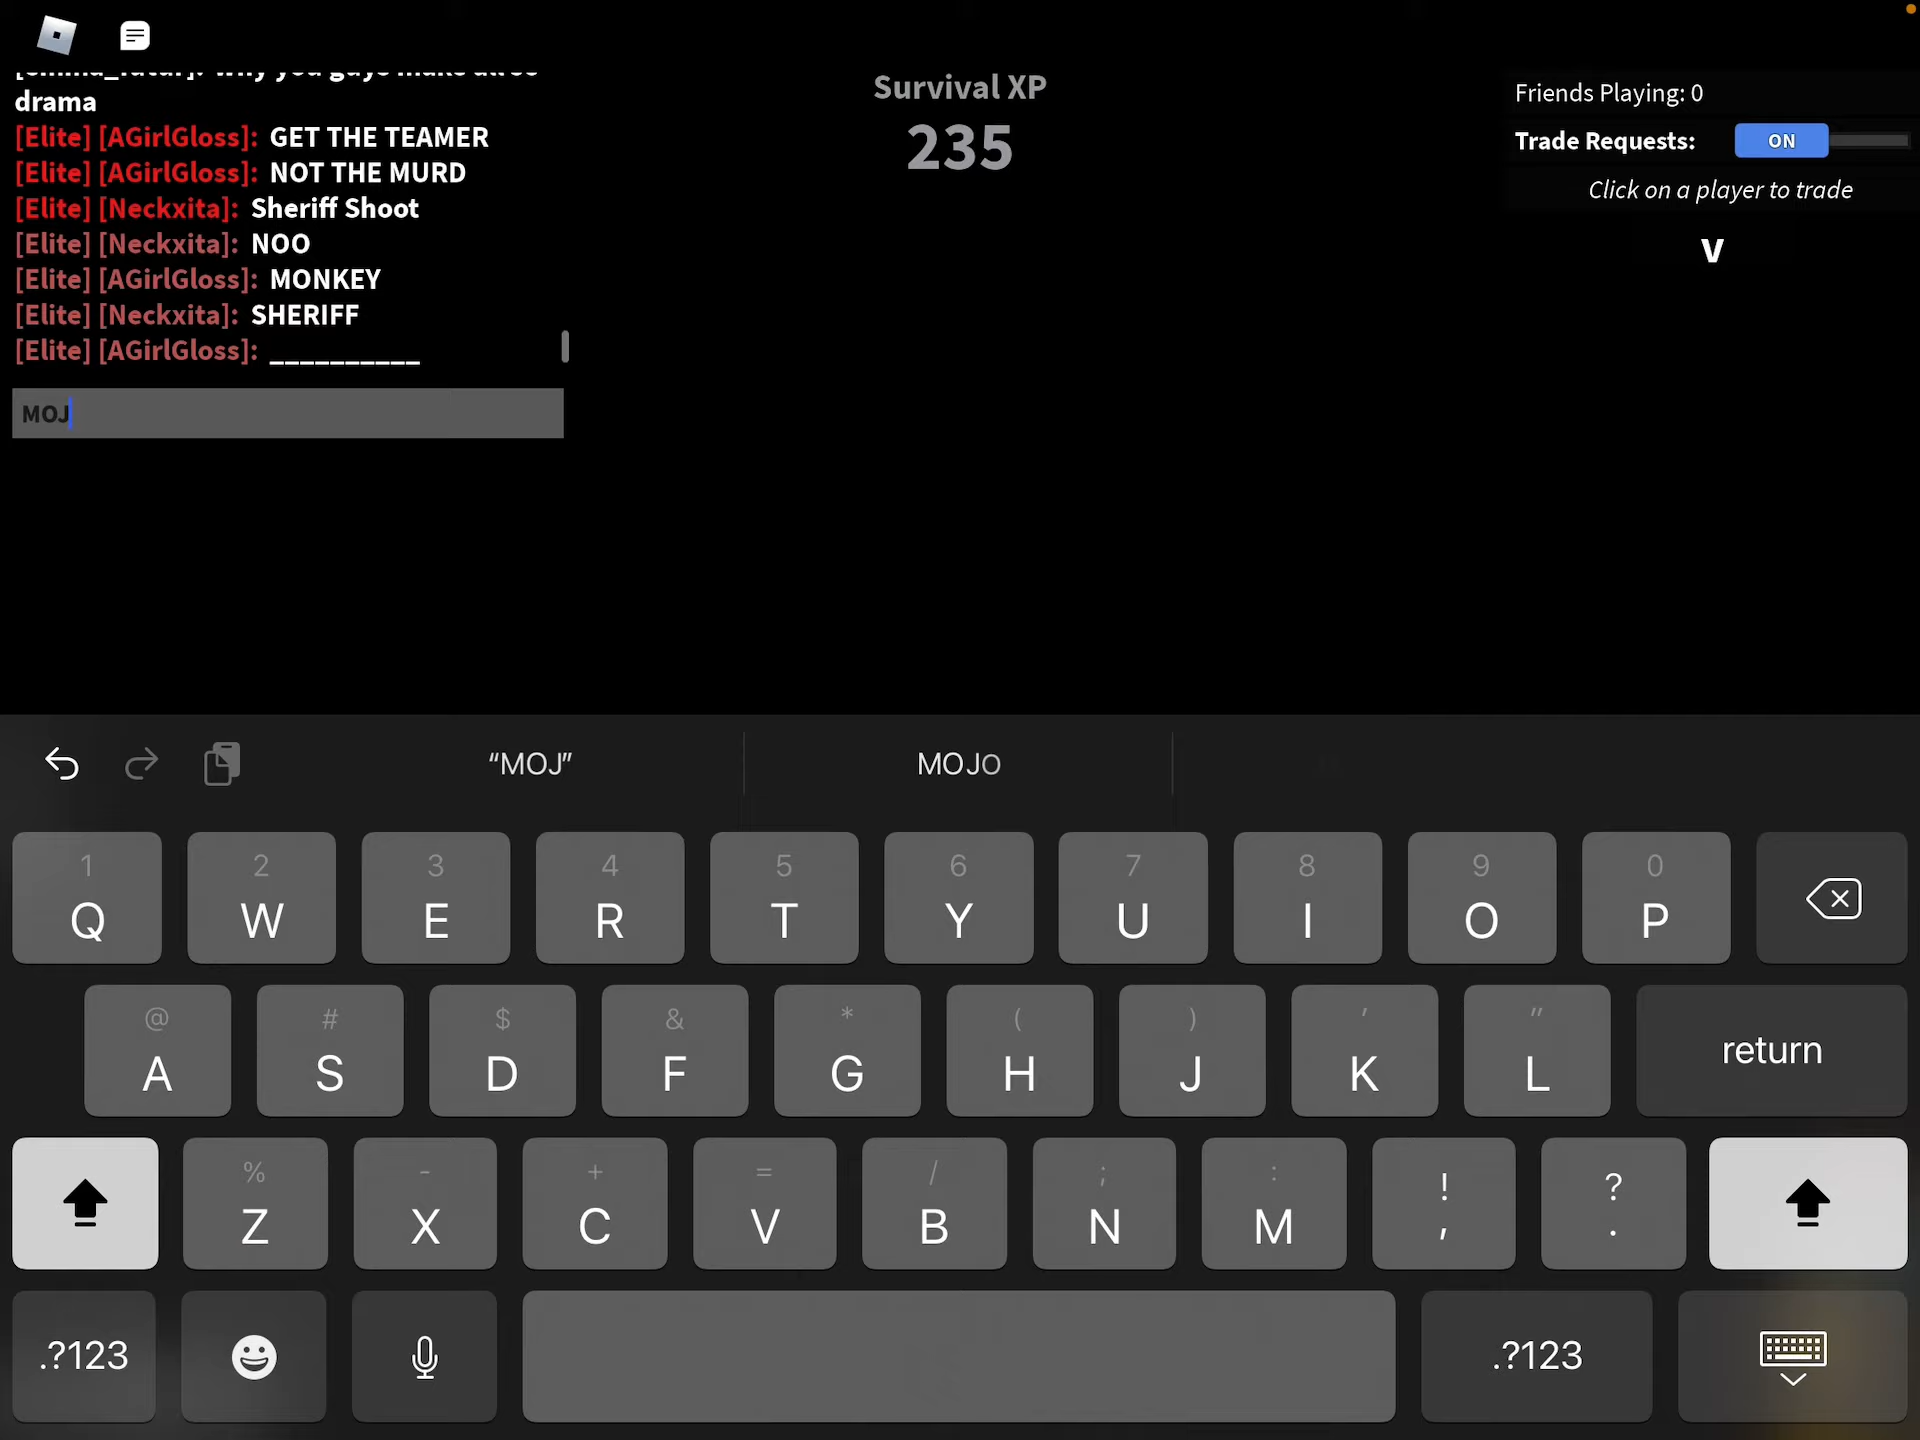 drama
[Elite] [AGirlGloss]: GET THE TEAMER
[Elite] [AGirlGloss]: NOT THE MURD
[Elite] [Neckxita]: Sheriff Shoot
[Elite] [Neckxita]: NOO
[Elite] [AGirlGloss]: MONKEY
[Elite] [Neckxita]: SHERIFF
[Elite] [AGirlGloss]: __________
MOJ
Survival XP
235
Friends Playing: 0
Trade Requests: ON
Click on a player to trade
V
“MOJ” MOJO
1 2 3 4 5 6 7 8 9 0
Q W E R T Y U I O P
@ # $ & * ( ) ' "
A S D F G H J K L return
% - + = / ; : ! ?
Z X C V B N M , .
.?123 .?123